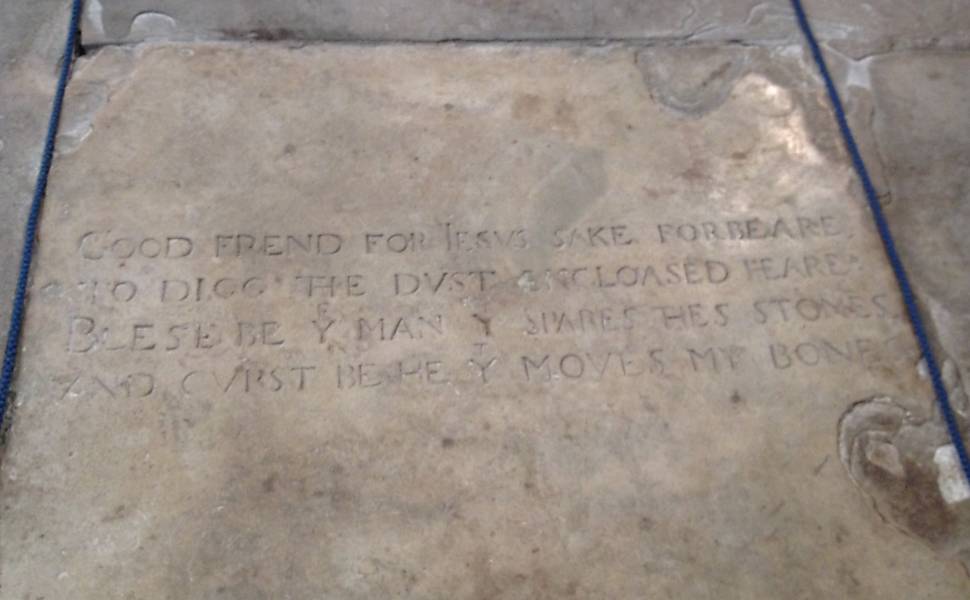 GOOD FREND FOR IESVS SAKE FORBEARE
TO DIGG THE DVST ENCLOASED HEARE
BLESE BE Yͤ MAN Yͭ SPARES THES STONES
AND CVRST BE HE Yͭ MOVES MY BONES